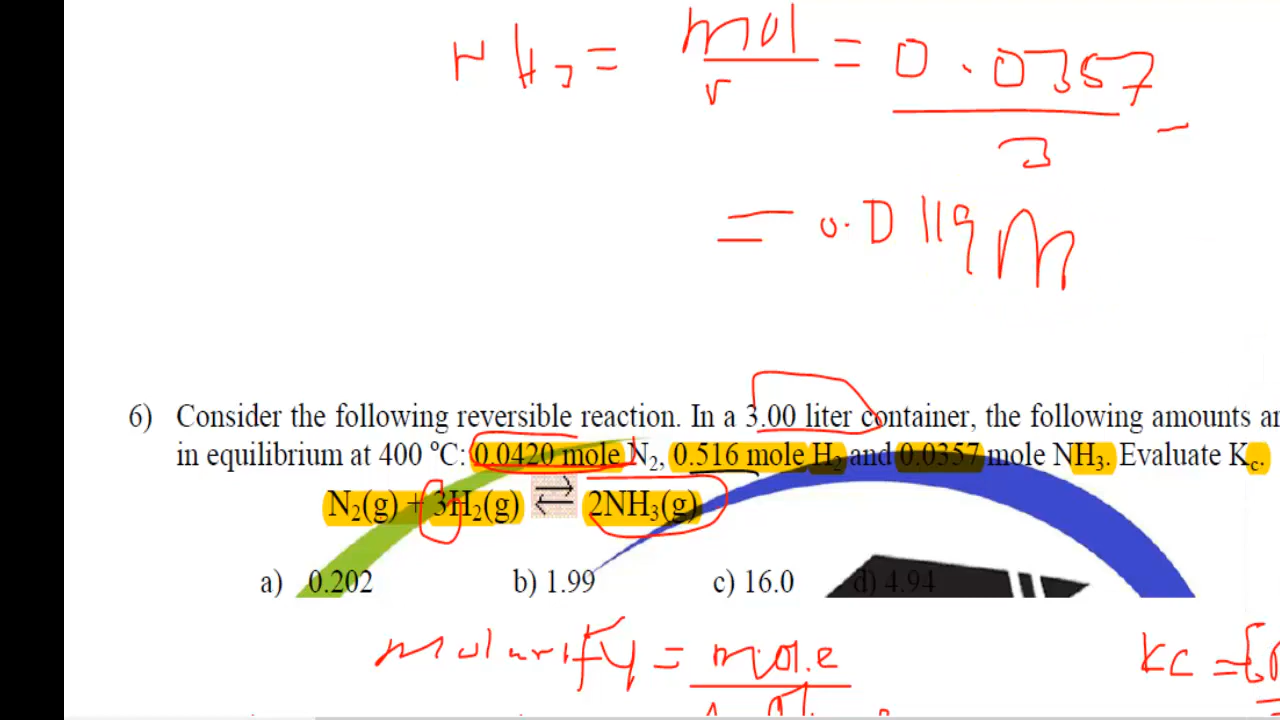 NH₃ = mol/v = 0.0357/3 =
= 0.0119 M
6) Consider the following reversible reaction. In a 3.00 liter container, the following amounts ar
in equilibrium at 400 °C: 0.0420 mole N₂, 0.516 mole H₂ and 0.0357 mole NH₃. Evaluate K꜀.
N₂(g) + 3H₂(g) ⇌ 2NH₃(g)
a) 0.202 b) 1.99 c) 16.0 d) 4.94
molarity = mole Kc =